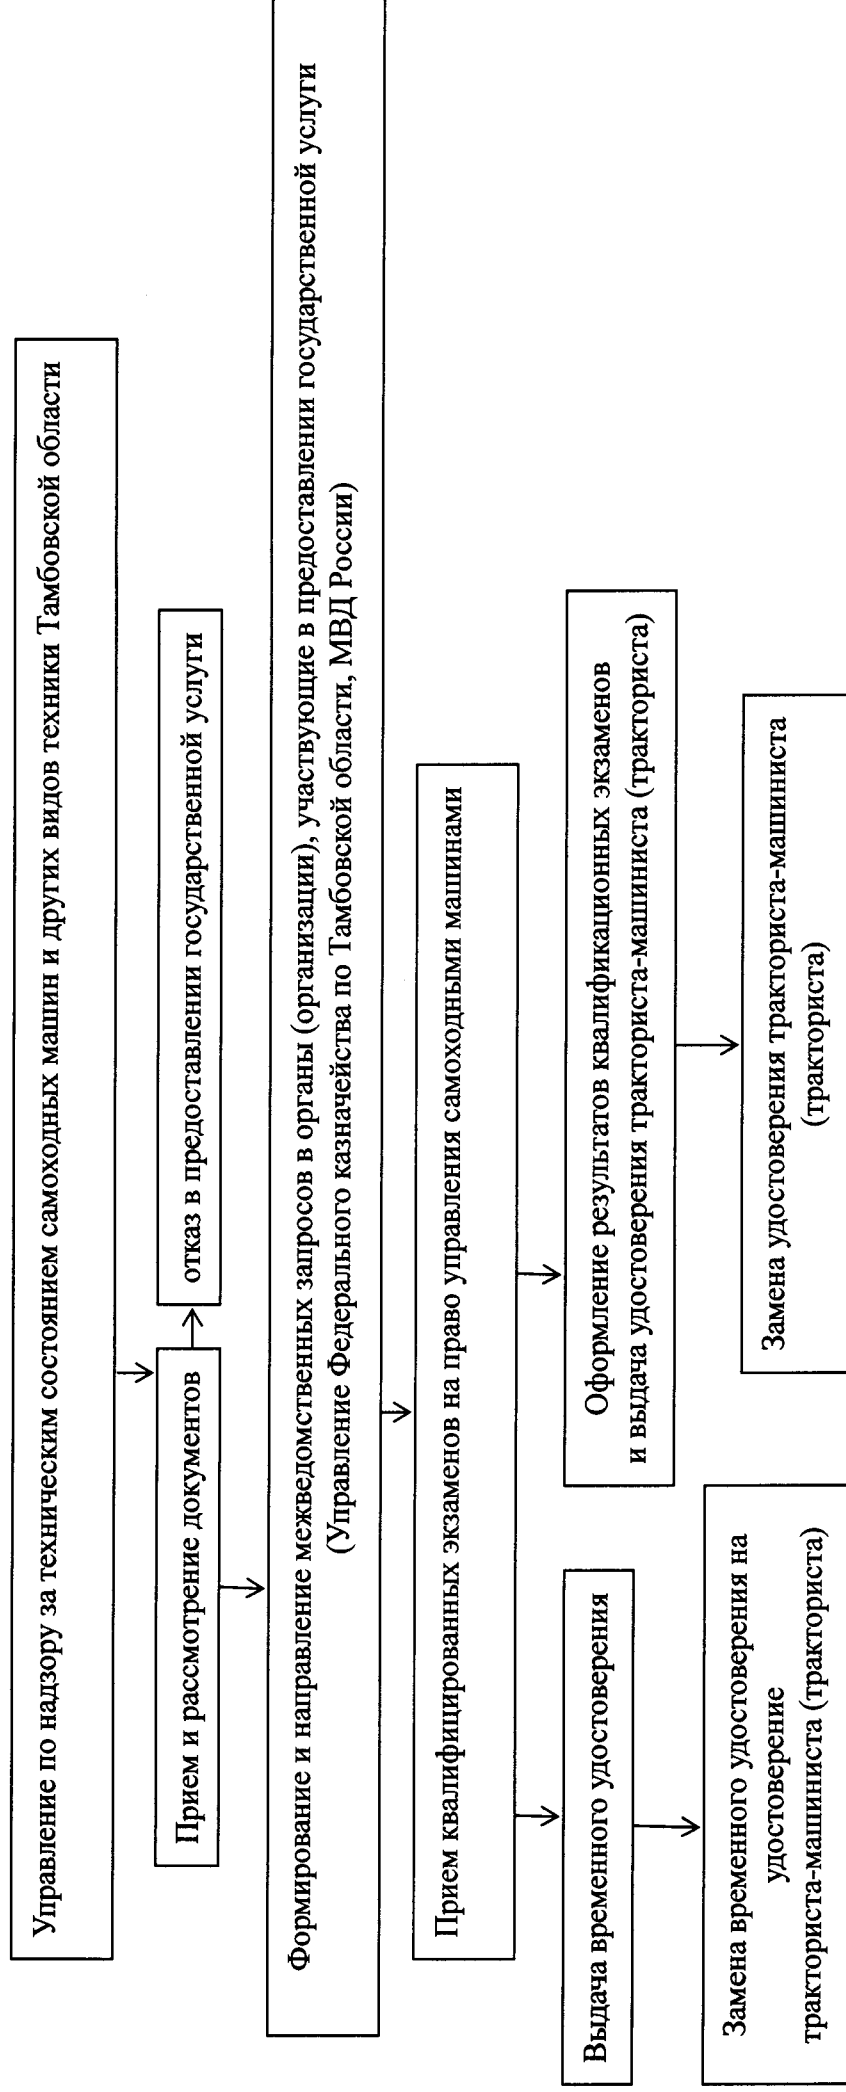 Управление по надзору за техническим состоянием самоходных машин и других видов техники Тамбовской области
Прием и рассмотрение документов
отказ в предоставлении государственной услуги
Формирование и направление межведомственных запросов в органы (организации), участвующие в предоставлении государственной услуги
(Управление Федерального казначейства по Тамбовской области, МВД России)
Прием квалифицированных экзаменов на право управления самоходными машинами
Выдача временного удостоверения
Оформление результатов квалификационных экзаменов
и выдача удостоверения тракториста-машиниста (тракториста)
Замена временного удостоверения на
удостоверение
тракториста-машиниста (тракториста)
Замена удостоверения тракториста-машиниста
(тракториста)